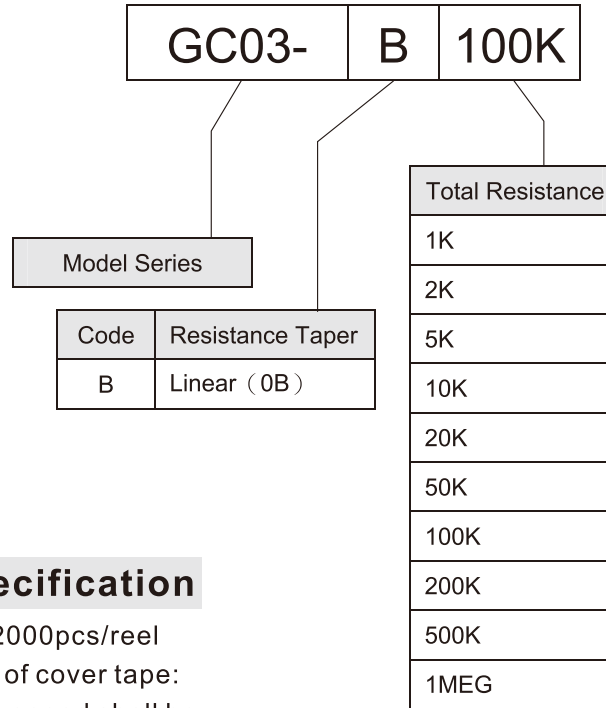 GC03- B 100K
Model Series
Code Resistance Taper
B Linear（0B）
Total Resistance
1K
2K
5K
10K
20K
50K
100K
200K
500K
1MEG
2000pcs/reel
of cover tape: